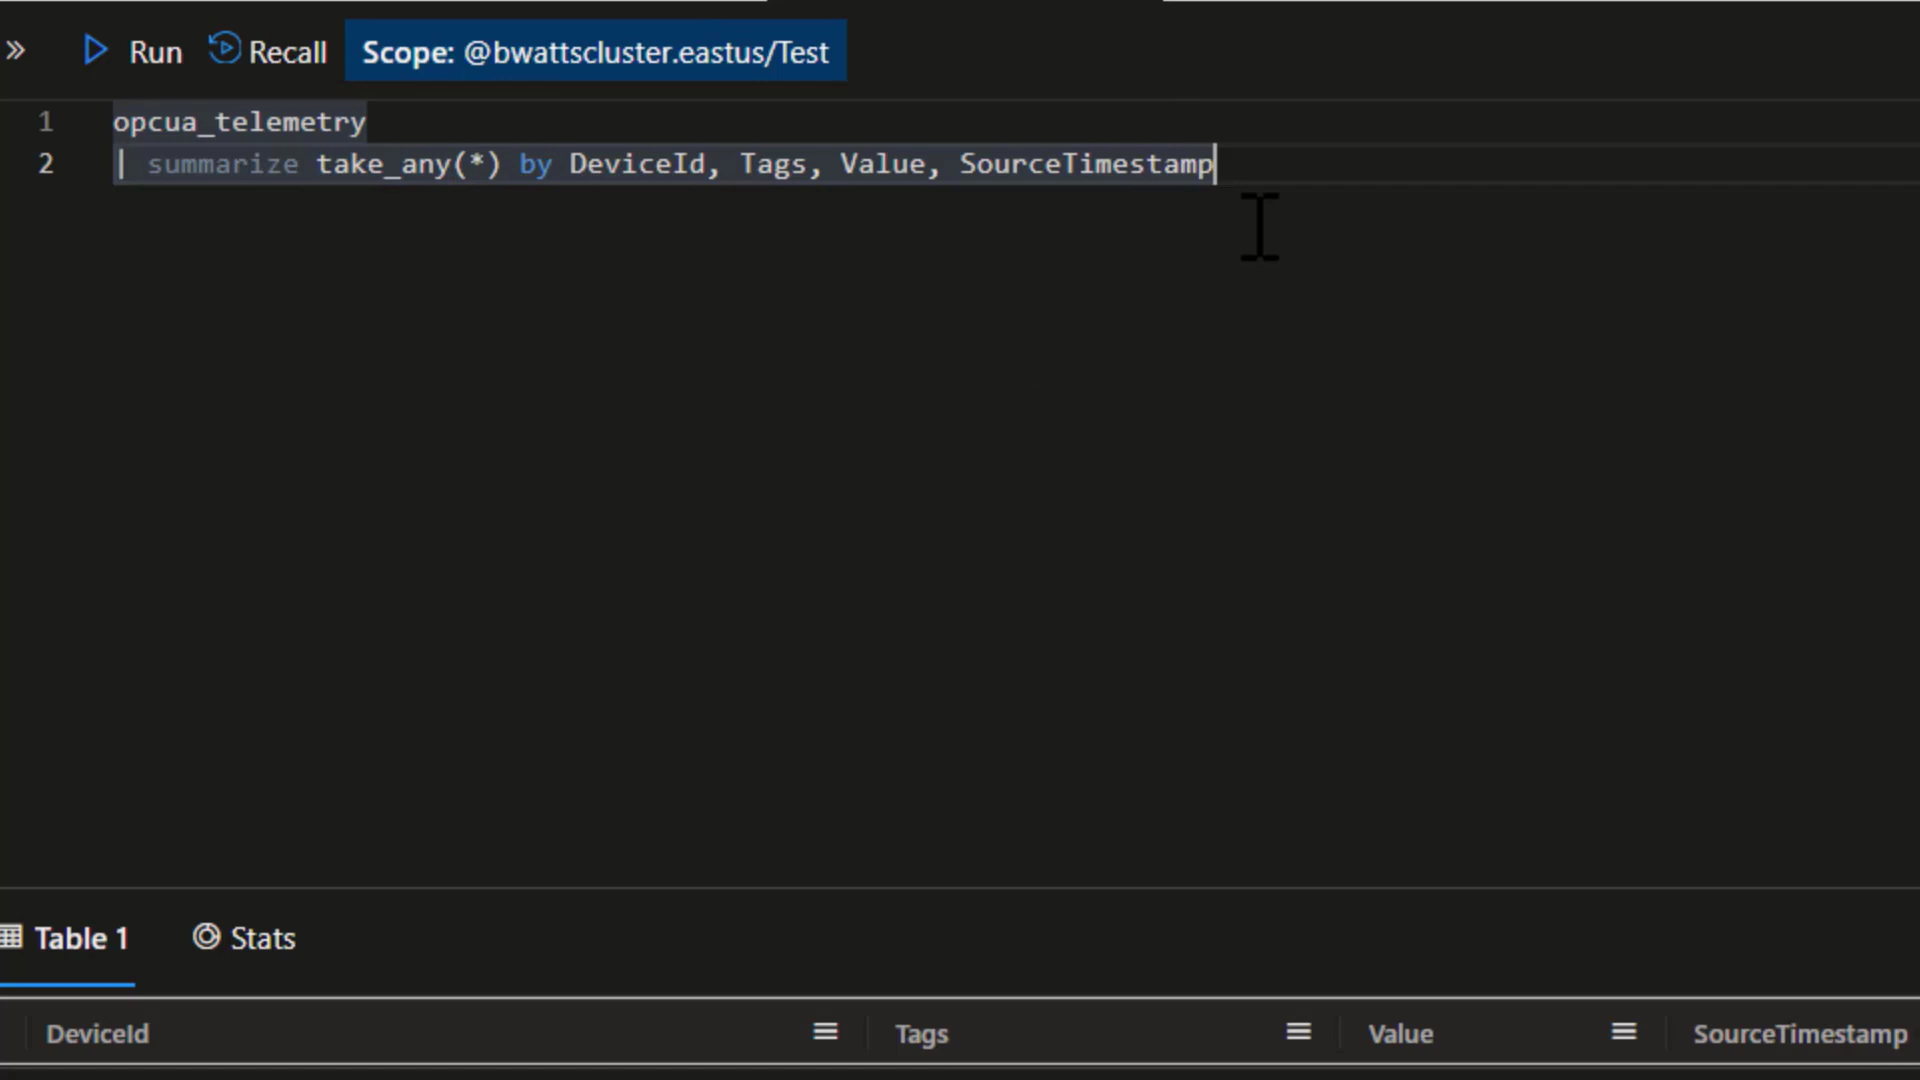 Run Recall Scope: @bwattscluster.eastus/Test
1 opcua_telemetry
2 | summarize take_any(*) by DeviceId, Tags, Value, SourceTimestamp
Table 1 Stats
DeviceId Tags Value SourceTimestamp